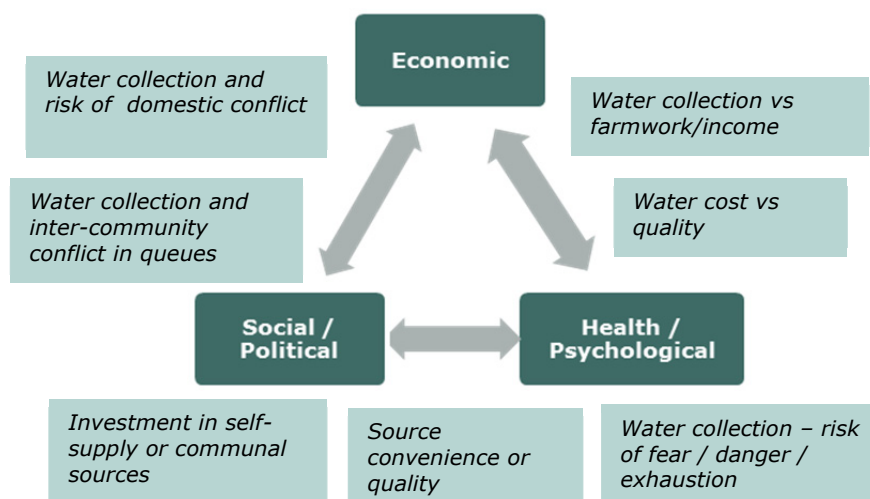 Economic
Water collection and
risk of  domestic conflict
Water collection vs
farmwork/income
Water collection and
inter-community
conflict in queues
Water cost vs
quality
Social /
Political
Health /
Psychological
Investment in self-
supply or communal
sources
Source
convenience or
quality
Water collection – risk
of fear / danger /
exhaustion